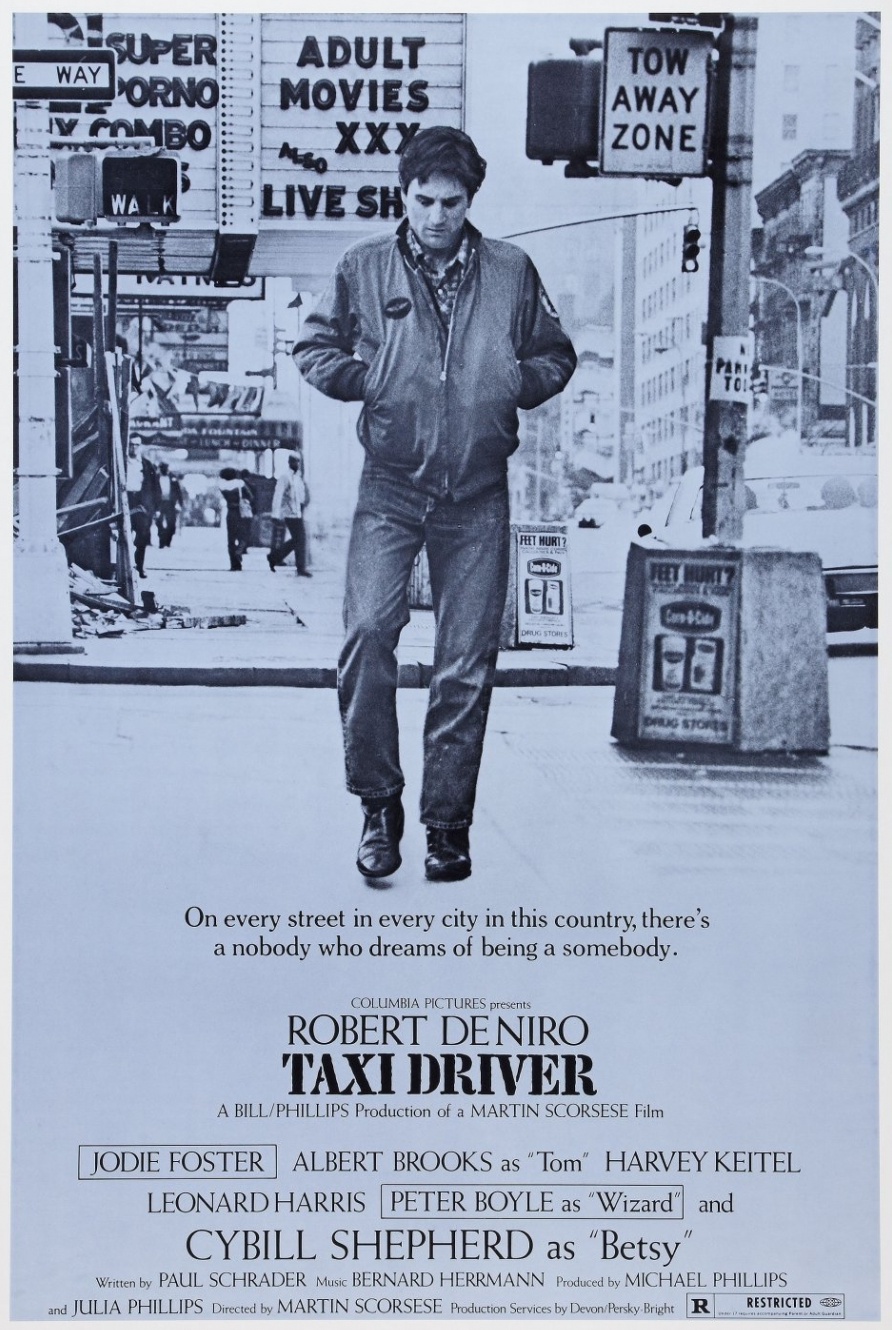 E WAY
SUPER
PORNO
X COMBO
WALK
ADULT
MOVIES
XXX
ALSO
LIVE SH
TOW
AWAY
ZONE
FOUNTAIN
LUNCH - DINNER
FEET HURT?
DRUG STORES
FEET HURT?
DRUG STORES
On every street in every city in this country, there's
a nobody who dreams of being a somebody.
COLUMBIA PICTURES presents
ROBERT DE NIRO
TAXI DRIVER
A BILL/PHILLIPS Production of a MARTIN SCORSESE Film
JODIE FOSTER ALBERT BROOKS as "Tom" HARVEY KEITEL
LEONARD HARRIS PETER BOYLE as "Wizard" and
CYBILL SHEPHERD as "Betsy"
Written by PAUL SCHRADER Music BERNARD HERRMANN Produced by MICHAEL PHILLIPS
and JULIA PHILLIPS Directed by MARTIN SCORSESE Production Services by Devon/Persky-Bright
R RESTRICTED